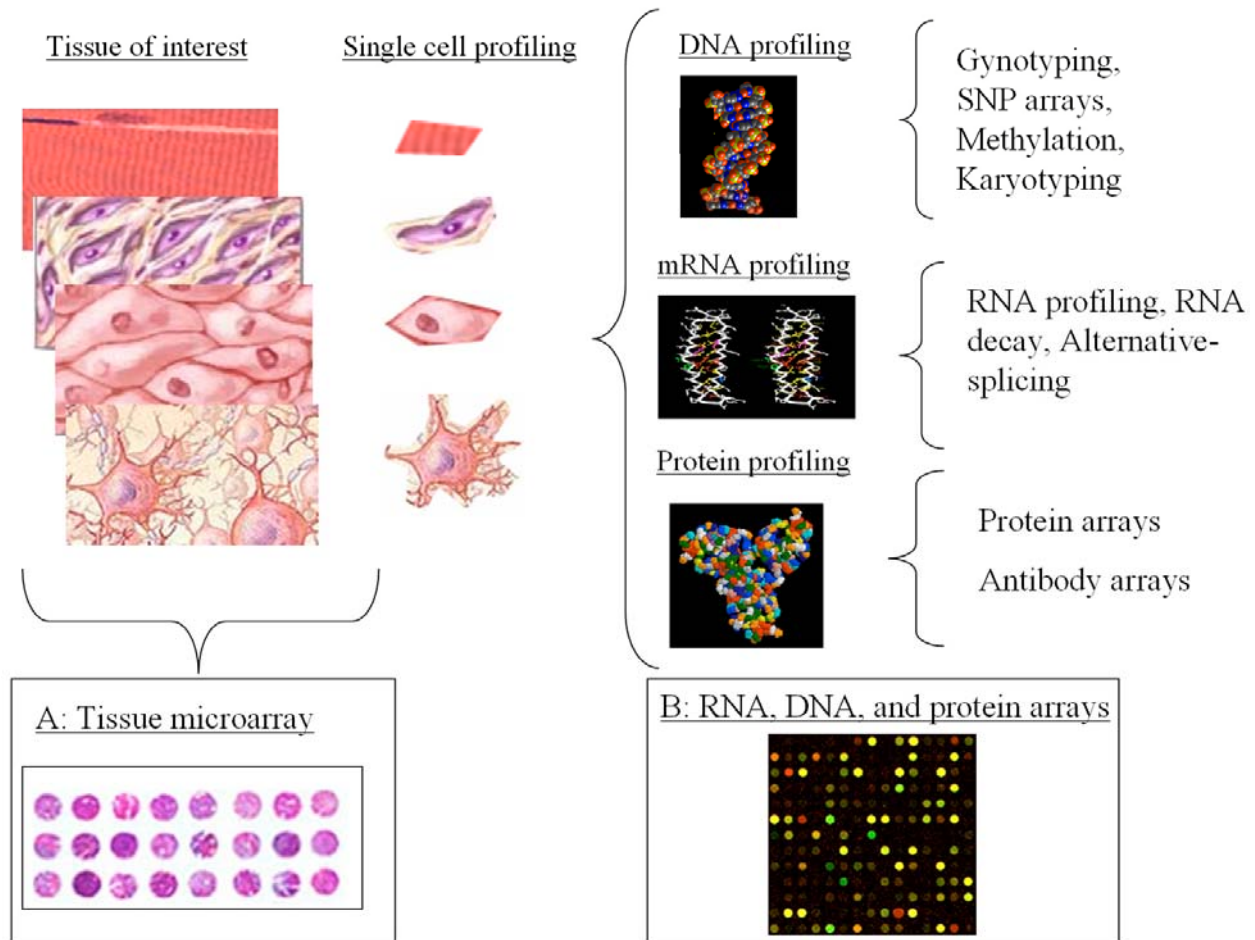 Tissue of interest
Single cell profiling
DNA profiling
Gynotyping,
SNP arrays,
Methylation,
Karyotyping
mRNA profiling
RNA profiling, RNA
decay, Alternative-
splicing
Protein profiling
Protein arrays
Antibody arrays
A: Tissue microarray
B: RNA, DNA, and protein arrays